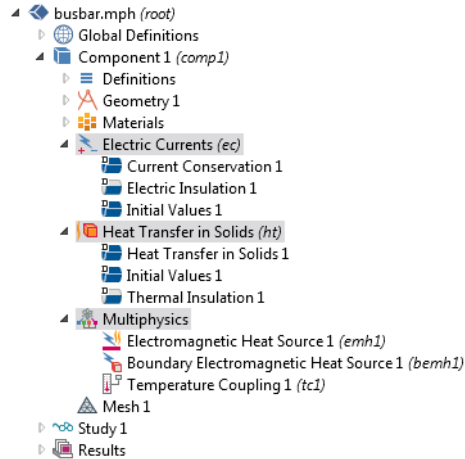 busbar.mph (root)
Global Definitions
Component 1 (comp1)
Definitions
Geometry 1
Materials
Electric Currents (ec)
Current Conservation 1
Electric Insulation 1
Initial Values 1
Heat Transfer in Solids (ht)
Heat Transfer in Solids 1
Initial Values 1
Thermal Insulation 1
Multiphysics
Electromagnetic Heat Source 1 (emh1)
Boundary Electromagnetic Heat Source 1 (bemh1)
Temperature Coupling 1 (tc1)
Mesh 1
Study 1
Results